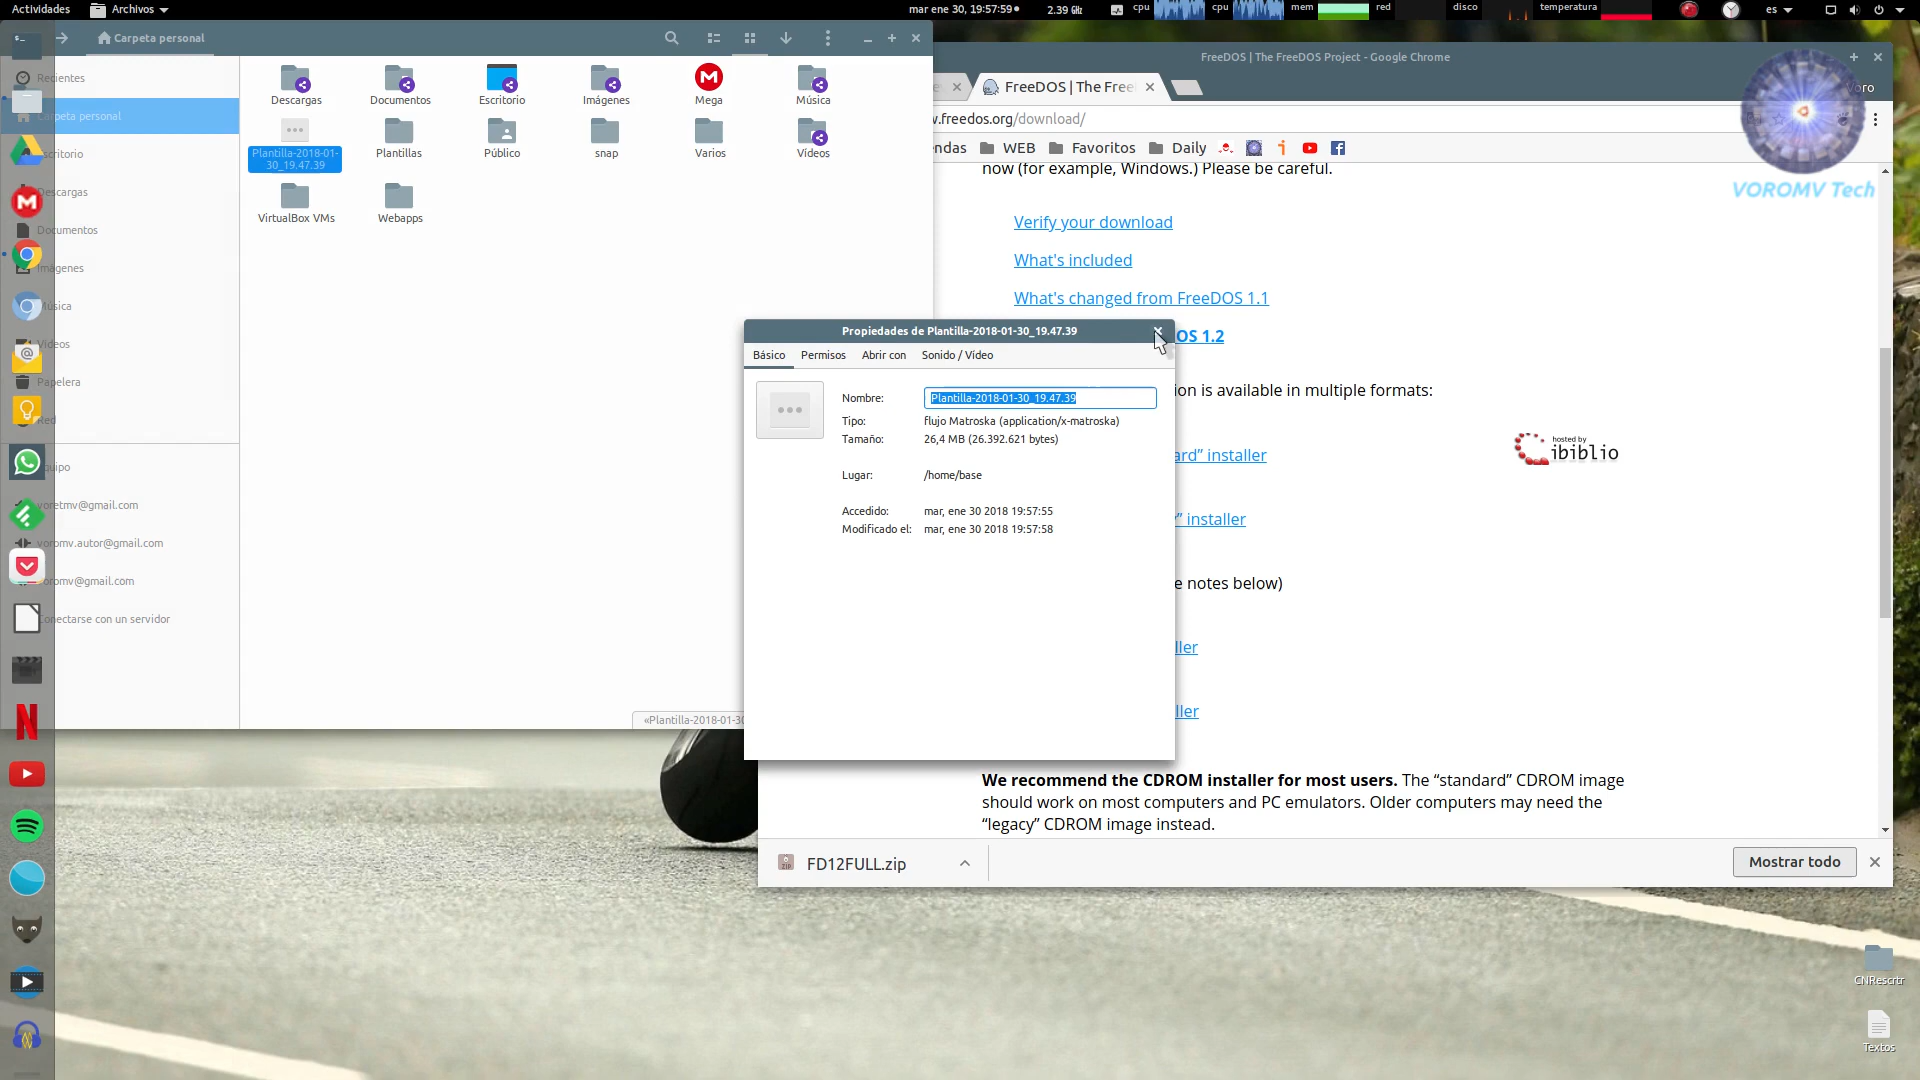 Actividades
Archivos
mar ene 30, 19:57:59
2.39 GHz
cpu
cpu
mem
red
disco
temperatura
es
Carpeta personal
Recientes
Carpeta personal
Escritorio
Descargas
Documentos
Imágenes
Música
Vídeos
Papelera
Red
Equipo
voretmv@gmail.com
voromv.autor@gmail.com
voromv@gmail.com
Conectarse con un servidor
Descargas
Documentos
Escritorio
Imágenes
Mega
Música
Plantilla-2018-01-
30_19.47.39
Plantillas
Público
snap
Varios
Vídeos
VirtualBox VMs
Webapps
«Plantilla-2018-01-30
Propiedades de Plantilla-2018-01-30_19.47.39
Básico
Permisos
Abrir con
Sonido / Vídeo
Nombre:
Plantilla-2018-01-30_19.47.39
Tipo:
flujo Matroska (application/x-matroska)
Tamaño:
26,4 MB (26.392.621 bytes)
Lugar:
/home/base
Accedido:
mar, ene 30 2018 19:57:55
Modificado el:
mar, ene 30 2018 19:57:58
FreeDOS | The FreeDOS Project - Google Chrome
FreeDOS | The Free
Voro
w.freedos.org/download/
endas
WEB
Favoritos
Daily
VOROMV Tech
now (for example, Windows.) Please be careful.
Verify your download
What's included
What's changed from FreeDOS 1.1
OS 1.2
ion is available in multiple formats:
ard” installer
hosted by
ibiblio
” installer
e notes below)
ller
ller
We recommend the CDROM installer for most users. The “standard” CDROM image
should work on most computers and PC emulators. Older computers may need the
“legacy” CDROM image instead.
ZIP
FD12FULL.zip
Mostrar todo
CNRescrtr
Textos